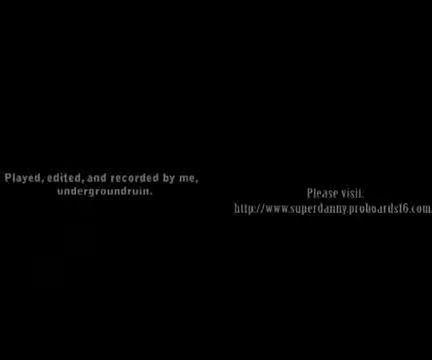 Played, edited, and recorded by me,
undergroundruin.
Please visit:
http://www.superdanny.proboards16.com